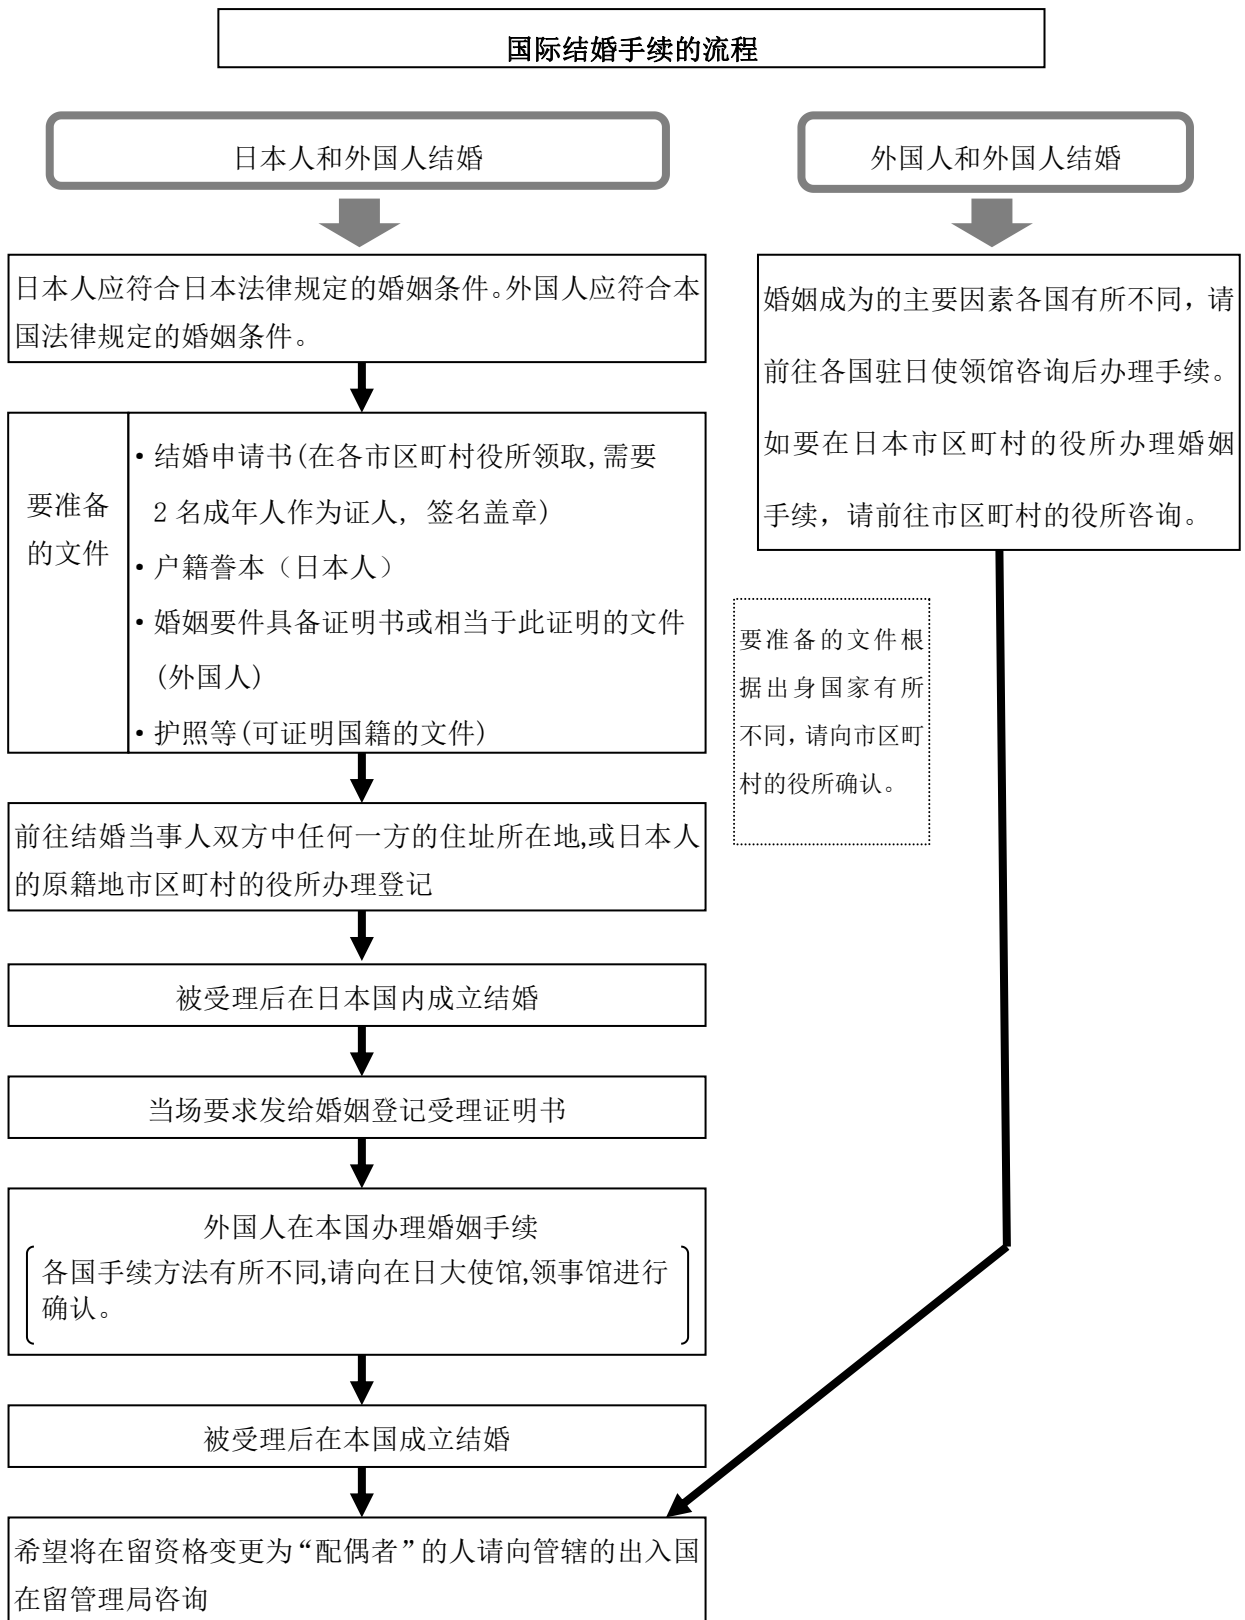 国际结婚手续的流程
日本人和外国人结婚
日本人应符合日本法律规定的婚姻条件。外国人应符合本
国法律规定的婚姻条件。
要准备
的文件
・结婚申请书(在各市区町村役所领取,需要
2 名成年人作为证人, 签名盖章)
・户籍誊本（日本人）
・婚姻要件具备证明书或相当于此证明的文件
(外国人)
・护照等(可证明国籍的文件)
前往结婚当事人双方中任何一方的住址所在地,或日本人
的原籍地市区町村的役所办理登记
被受理后在日本国内成立结婚
当场要求发给婚姻登记受理证明书
外国人在本国办理婚姻手续
各国手续方法有所不同,请向在日大使馆,领事馆进行
确认。
被受理后在本国成立结婚
希望将在留资格变更为“配偶者”的人请向管辖的出入国
在留管理局咨询
外国人和外国人结婚
婚姻成为的主要因素各国有所不同，请
前往各国驻日使领馆咨询后办理手续。
如要在日本市区町村的役所办理婚姻
手续，请前往市区町村的役所咨询。
要准备的文件根
据出身国家有所
不同，请向市区町
村的役所确认。